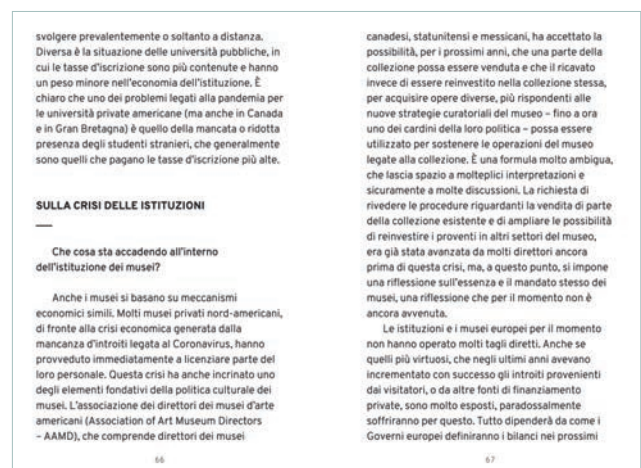 svolgere prevalentemente o soltanto a distanza.
Diversa è la situazione delle università pubbliche, in
cui le tasse d'iscrizione sono più contenute e hanno
un peso minore nell'economia dell'istituzione. È
chiaro che uno dei problemi legati alla pandemia per
le università private americane (ma anche in Canada
e in Gran Bretagna) è quello della mancata o ridotta
presenza degli studenti stranieri, che generalmente
sono quelli che pagano le tasse d'iscrizione più alte.
SULLA CRISI DELLE ISTITUZIONI
—
Che cosa sta accadendo all'interno
dell'istituzione dei musei?
Anche i musei si basano su meccanismi
economici simili. Molti musei privati nord-americani,
di fronte alla crisi economica generata dalla
mancanza d'introiti legata al Coronavirus, hanno
provveduto immediatamente a licenziare parte del
loro personale. Questa crisi ha anche incrinato uno
degli elementi fondativi della politica culturale dei
musei. L'associazione dei direttori dei musei d'arte
americani (Association of Art Museum Directors
– AAMD), che comprende direttori dei musei
66
canadesi, statunitensi e messicani, ha accettato la
possibilità, per i prossimi anni, che una parte della
collezione possa essere venduta e che il ricavato
invece di essere reinvestito nella collezione stessa,
per acquisire opere diverse, più rispondenti alle
nuove strategie curatoriali del museo – fino a ora
uno dei cardini della loro politica – possa essere
utilizzato per sostenere le operazioni del museo
legate alla collezione. È una formula molto ambigua,
che lascia spazio a molteplici interpretazioni e
sicuramente a molte discussioni. La richiesta di
rivedere le procedure riguardanti la vendita di parte
della collezione esistente e di ampliare le possibilità
di reinvestire i proventi in altri settori del museo,
era già stata avanzata da molti direttori ancora
prima di questa crisi, ma, a questo punto, si impone
una riflessione sull'essenza e il mandato stesso dei
musei, una riflessione che per il momento non è
ancora avvenuta.
Le istituzioni e i musei europei per il momento
non hanno operato molti tagli diretti. Anche se
quelli più virtuosi, che negli ultimi anni avevano
incrementato con successo gli introiti provenienti
dai visitatori, o da altre fonti di finanziamento
private, sono molto esposti, paradossalmente
soffriranno per questo. Tutto dipenderà da come i
Governi europei definiranno i bilanci nei prossimi
67